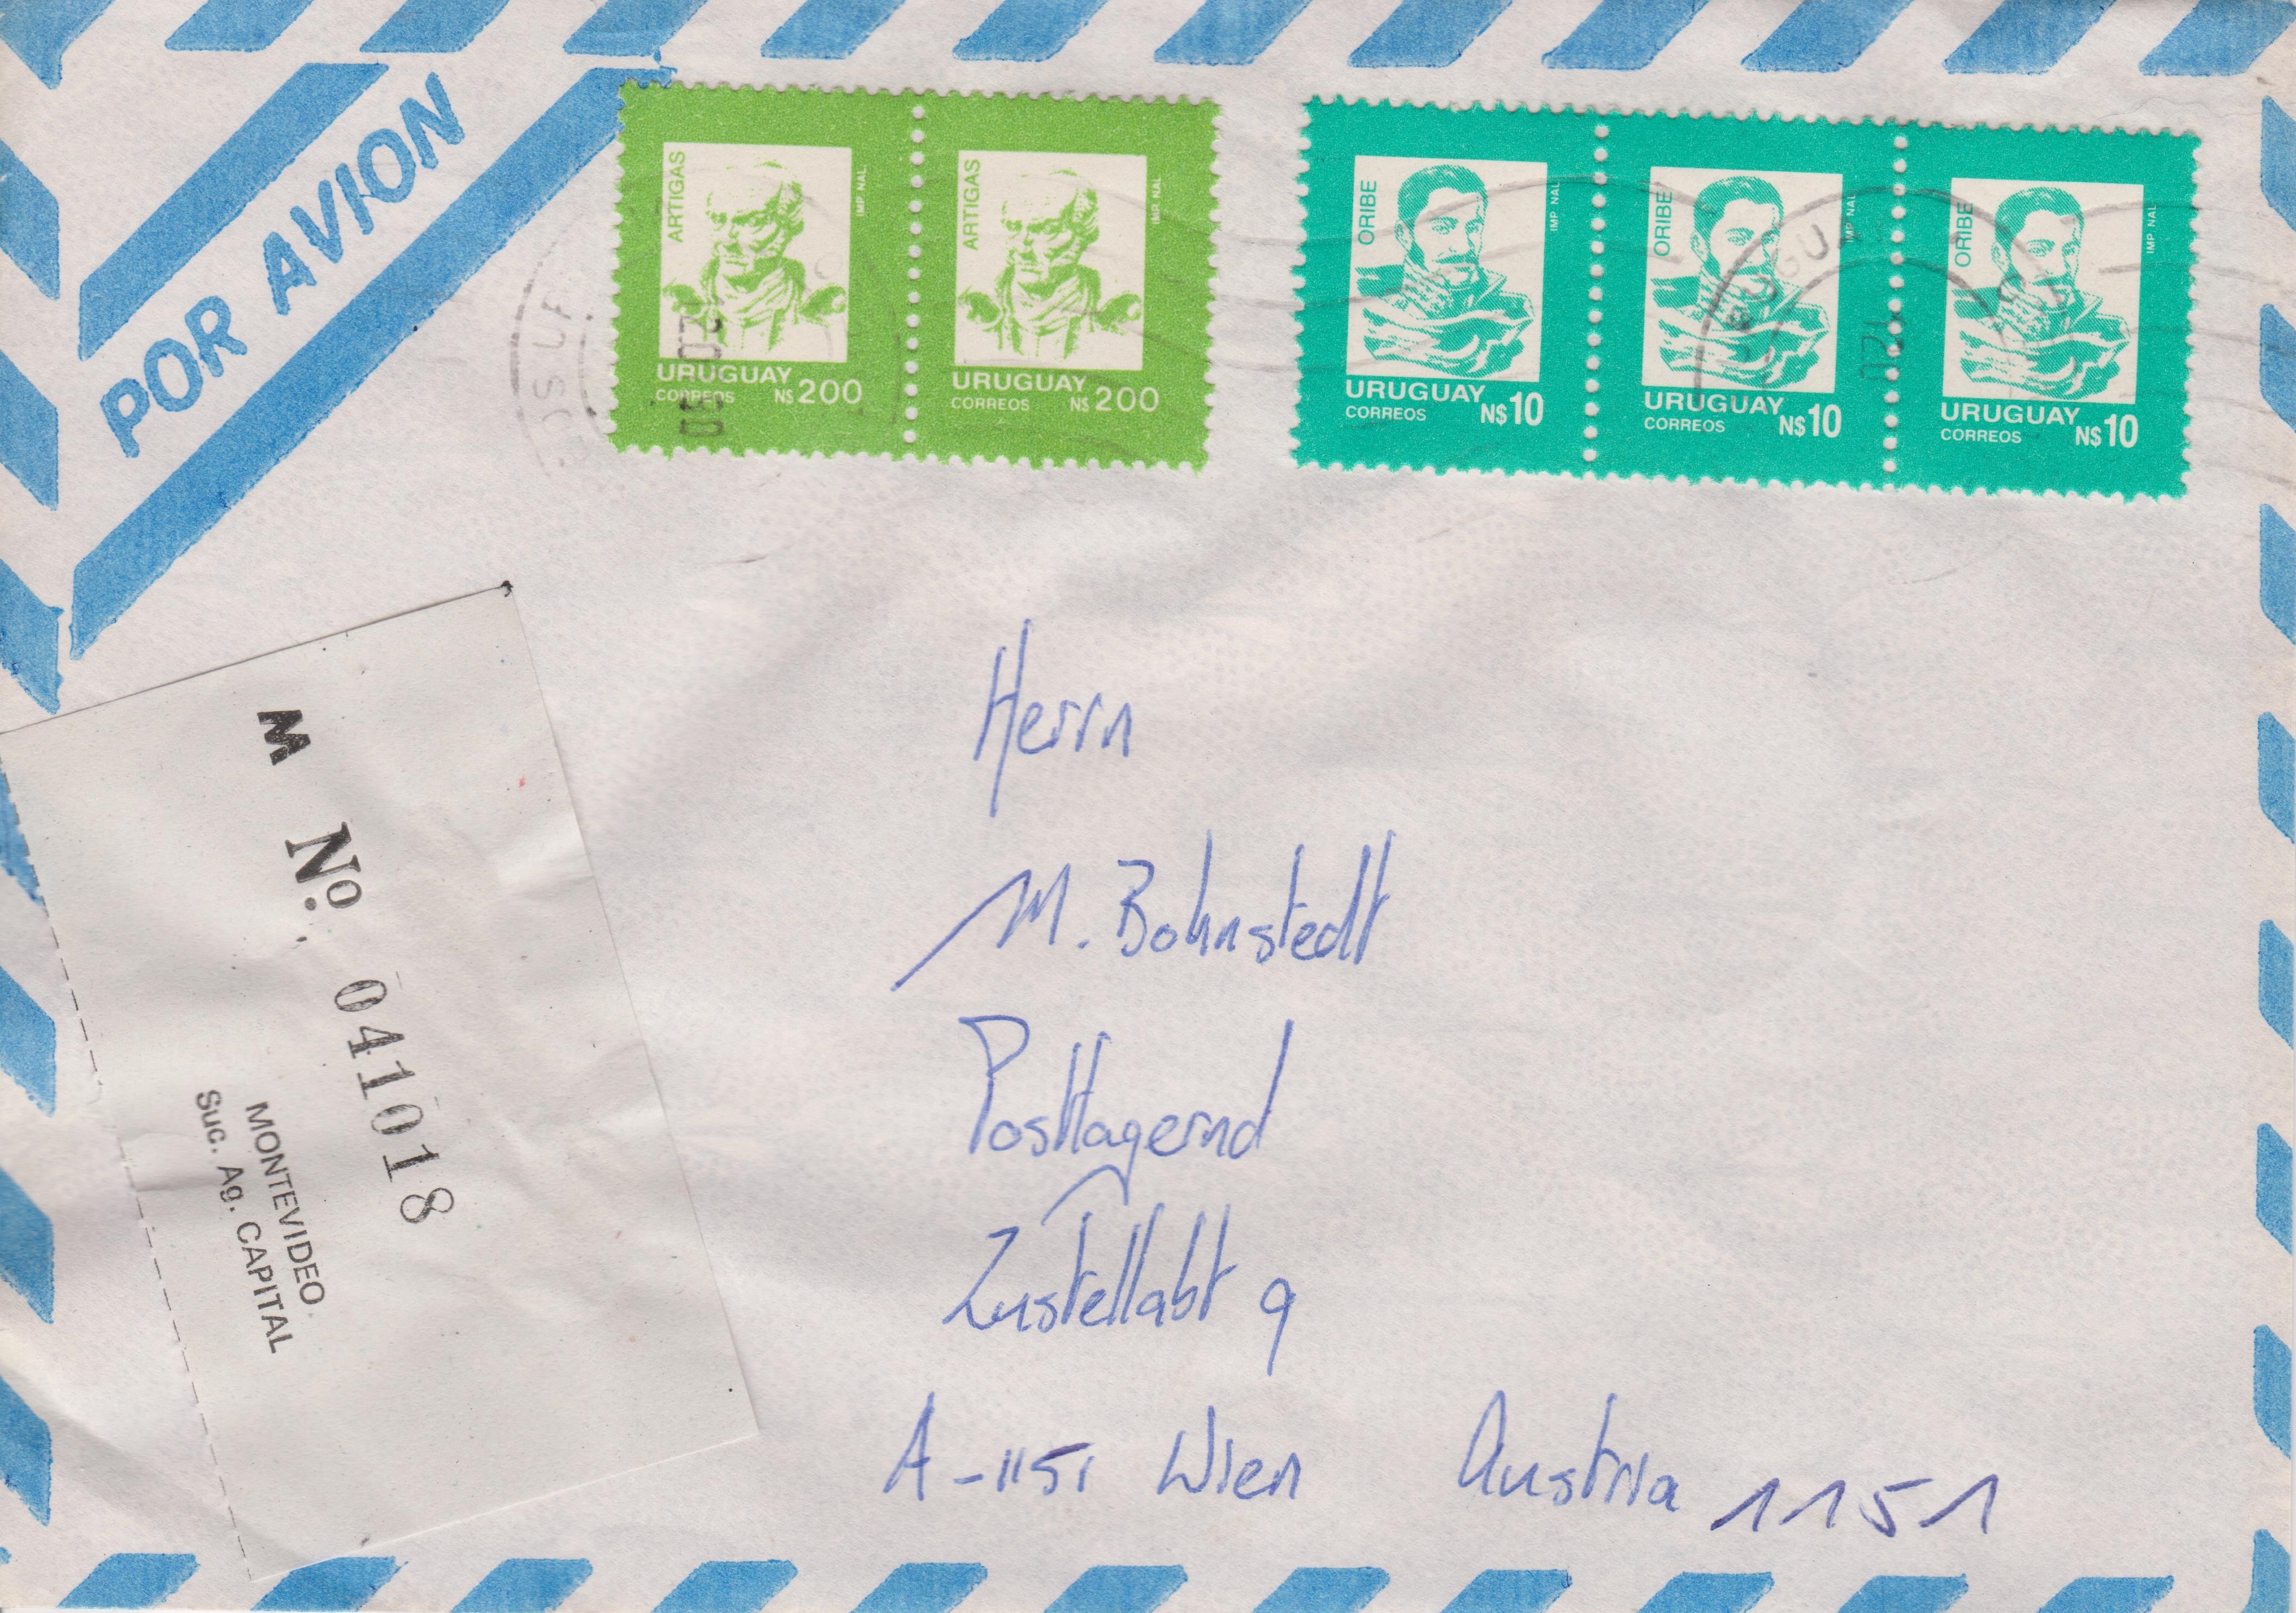 POR AVION
ARTIGAS
IMP. NAL.
URUGUAY
CORREOS N$ 200
ARTIGAS
IMP. NAL.
URUGUAY
CORREOS N$ 200
ORIBE
IMP. NAL.
URUGUAY
CORREOS N$10
ORIBE
IMP. NAL.
URUGUAY
CORREOS N$10
ORIBE
IMP. NAL.
URUGUAY
CORREOS N$10
M
Nº. 041018
MONTEVIDEO
Suc. Ag. CAPITAL
Herrn
M. Bohnstedt
Postlagernd
Zustellabt 9
A-1151 Wien Austria 1151